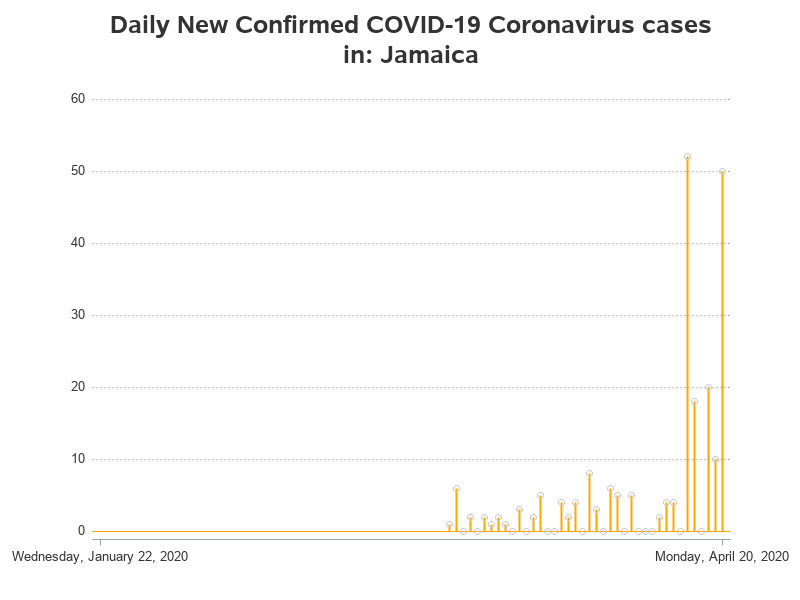 Daily New Confirmed COVID-19 Coronavirus cases
in: Jamaica
60
50
40
30
20
10
0
Wednesday, January 22, 2020
Monday, April 20, 2020